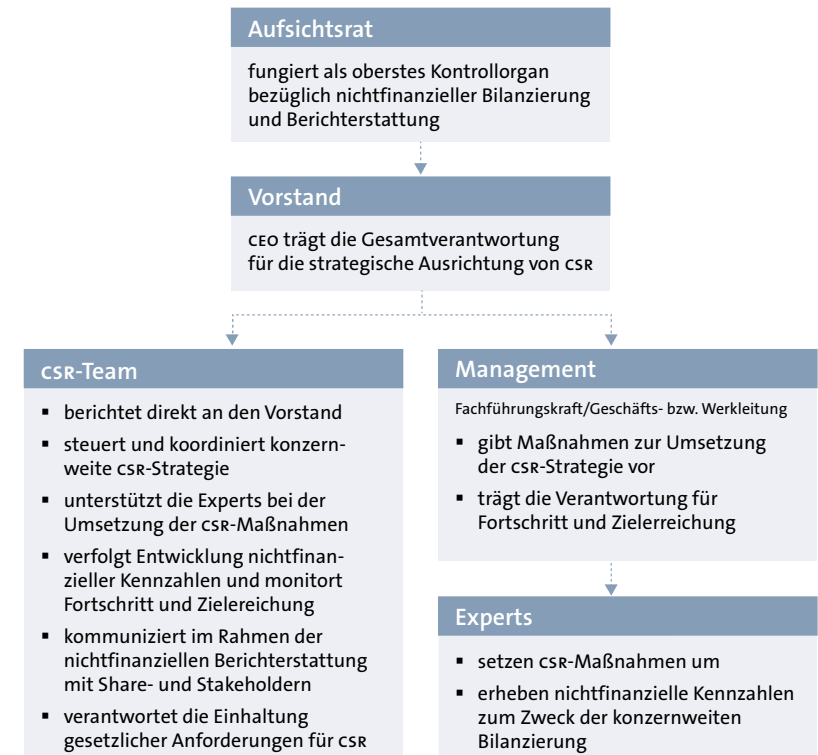 Aufsichtsrat
fungiert als oberstes Kontrollorgan
bezüglich nichtfinanzieller Bilanzierung
und Berichterstattung
Vorstand
CEO trägt die Gesamtverantwortung
für die strategische Ausrichtung von CSR
CSR-Team
▪ berichtet direkt an den Vorstand
▪ steuert und koordiniert konzern-
weite CSR-Strategie
▪ unterstützt die Experts bei der
Umsetzung der CSR-Maßnahmen
▪ verfolgt Entwicklung nichtfinan-
zieller Kennzahlen und monitort
Fortschritt und Zielereichung
▪ kommuniziert im Rahmen der
nichtfinanziellen Berichterstattung
mit Share- und Stakeholdern
▪ verantwortet die Einhaltung
gesetzlicher Anforderungen für CSR
Management
Fachführungskraft/Geschäfts- bzw. Werkleitung
▪ gibt Maßnahmen zur Umsetzung
der CSR-Strategie vor
▪ trägt die Verantwortung für
Fortschritt und Zielerreichung
Experts
▪ setzen CSR-Maßnahmen um
▪ erheben nichtfinanzielle Kennzahlen
zum Zweck der konzernweiten
Bilanzierung